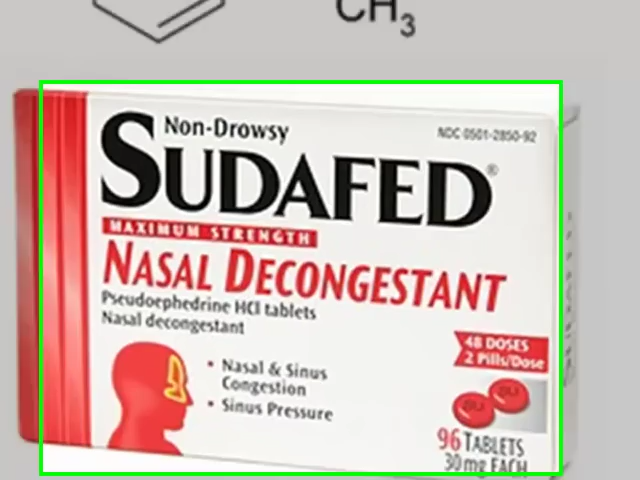 CH3
Non-Drowsy
NDC 0501-2850-92
SUDAFED®
MAXIMUM STRENGTH
NASAL DECONGESTANT
Pseudoephedrine HCl tablets
Nasal decongestant
48 DOSES
2 Pills/Dose
• Nasal & Sinus
Congestion
• Sinus Pressure
96 TABLETS
30 mg EACH